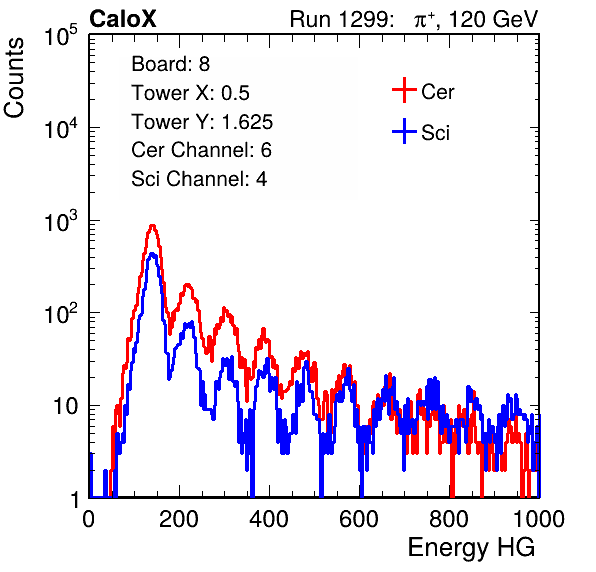 CaloX Run 1299: π⁺, 120 GeV
Counts
10⁵
10⁴
10³
10²
10
1
Board: 8
Tower X: 0.5
Tower Y: 1.625
Cer Channel: 6
Sci Channel: 4
Cer
Sci
0 200 400 600 800 1000
Energy HG